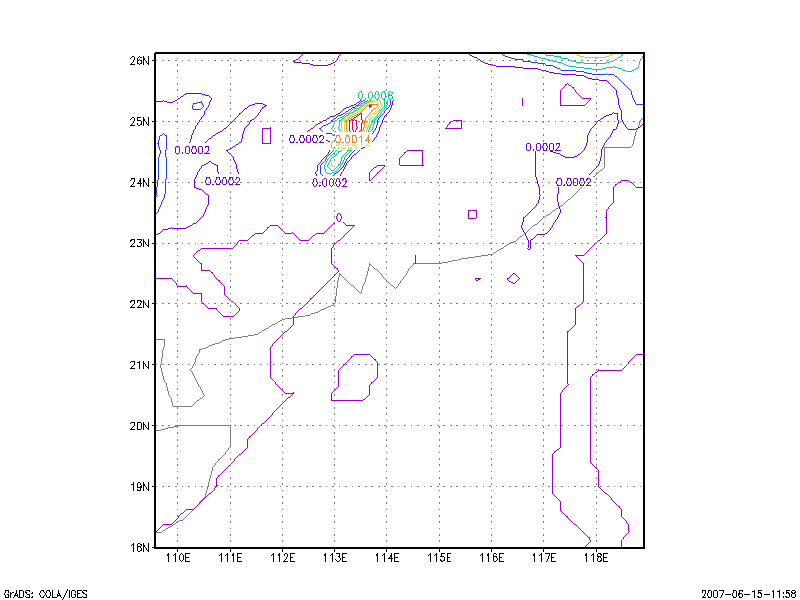 26N
0.0008
25N
0.0002
0.0014
0.0002
0.0002
24N
0.0002
0.0002
0.0002
0
23N
22N
21N
20N
19N
18N
110E 111E 112E 113E 114E 115E 116E 117E 118E
GrADS: COLA/IGES
2007-06-15-11:58